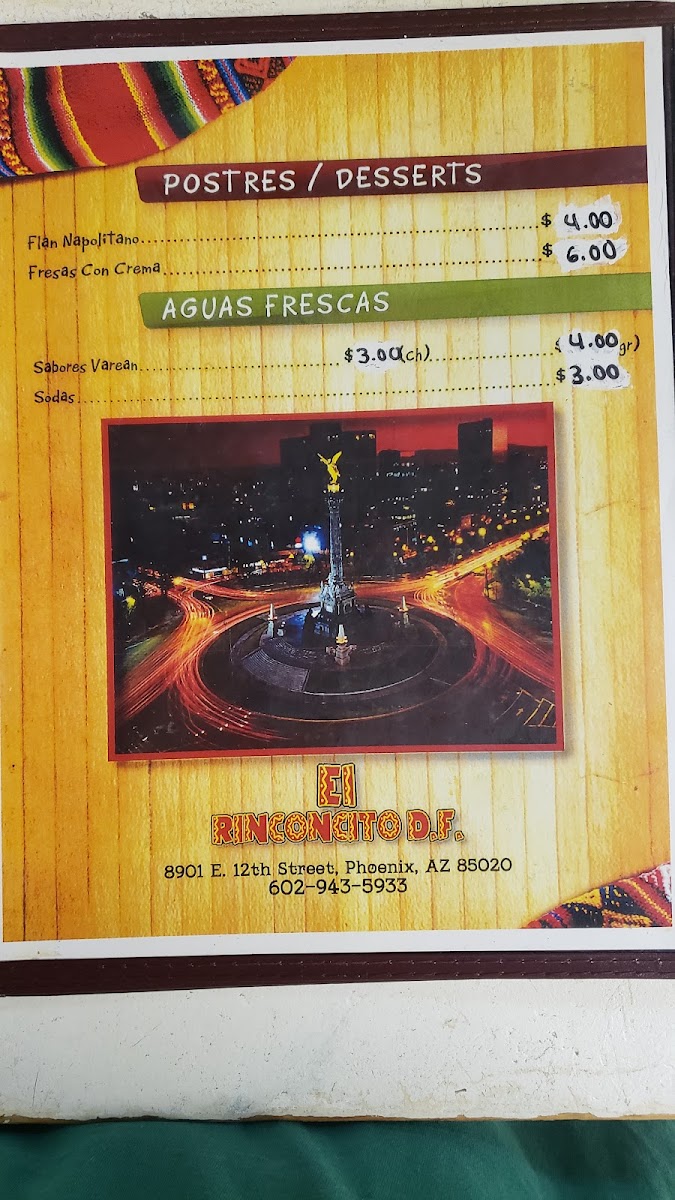 POSTRES / DESSERTS
Flan Napolitano........................................$ 4.00
Fresas Con Crema........................................$ 6.00
AGUAS FRESCAS
Sabores Varean..............................$3.00(ch)....................4.00gr)
Sodas........................................$3.00
El
RINCONCITO D.F.
8901 E. 12th Street, Phoenix, AZ 85020
602-943-5933